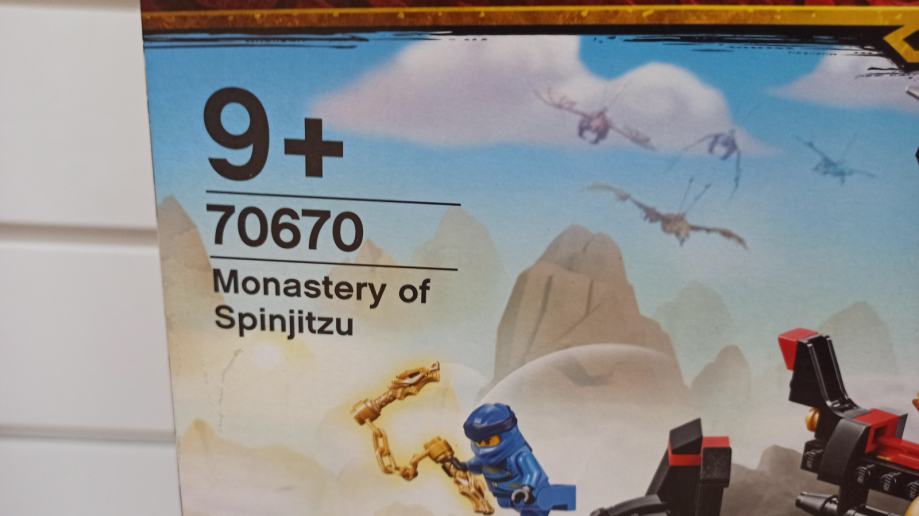 9+
70670
Monastery of
Spinjitzu